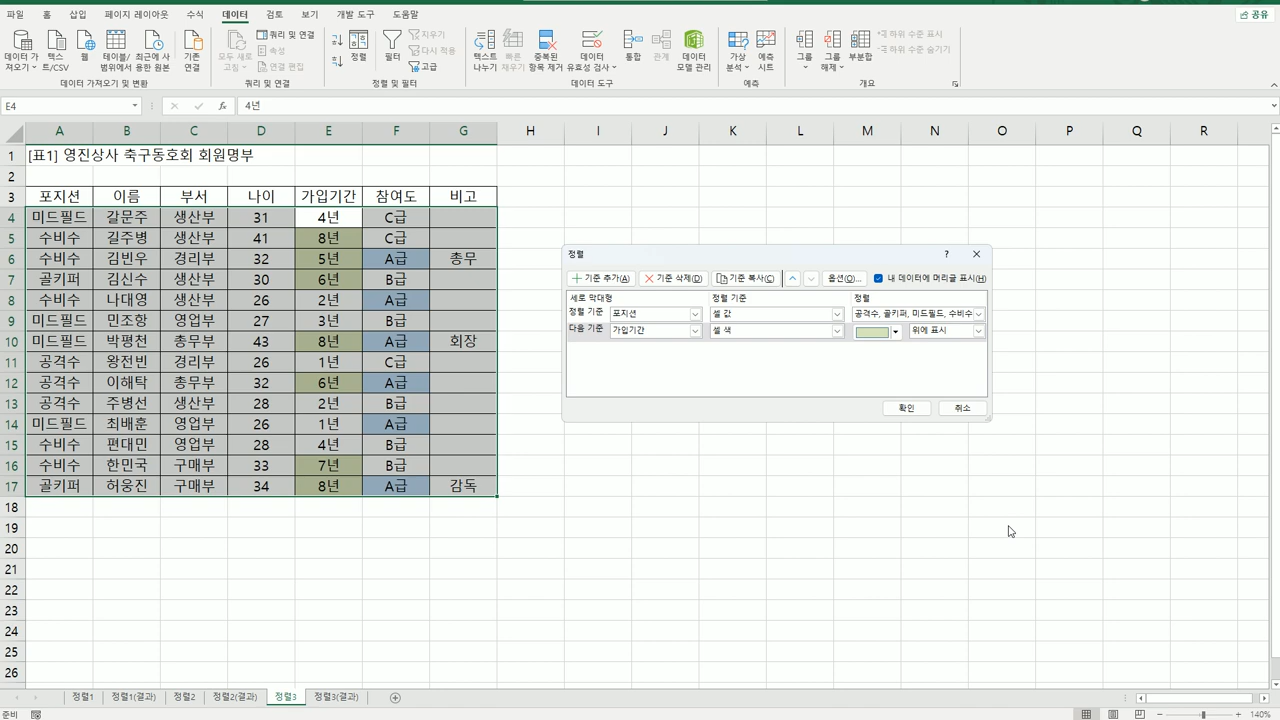 파일 홈 삽입 페이지 레이아웃 수식 데이터 검토 보기 개발 도구 도움말 공유
데이터 가져오기 텍스트/CSV 웹 테이블/범위에서 최근에 사용한 원본 기존 연결
모두 새로 고침 쿼리 및 연결 속성 연결 편집
정렬 필터 지우기 다시 적용 고급
텍스트 나누기 빠른 채우기 중복된 항목 제거 데이터 유효성 검사 통합 관계 데이터 모델 관리
가상 분석 예측 시트 그룹 그룹 해제 부분합 하위 수준 표시 하위 수준 숨기기
데이터 가져오기 및 변환 쿼리 및 연결 정렬 및 필터 데이터 도구 예측 개요
E4 fx 4년
A B C D E F G H I J K L M N O P Q R
1 [표1] 영진상사 축구동호회 회원명부
2
3 포지션 이름 부서 나이 가입기간 참여도 비고
4 미드필드 갈문주 생산부 31 4년 C급
5 수비수 길주병 생산부 41 8년 C급
6 수비수 김빈우 경리부 32 5년 A급 총무
7 골키퍼 김신수 생산부 30 6년 B급
8 수비수 나대영 생산부 26 2년 A급
9 미드필드 민조항 영업부 27 3년 B급
10 미드필드 박평천 총무부 43 8년 A급 회장
11 공격수 왕전빈 경리부 26 1년 C급
12 공격수 이해탁 총무부 32 6년 A급
13 공격수 주병선 생산부 28 2년 B급
14 미드필드 최배훈 영업부 26 1년 A급
15 수비수 편대민 영업부 28 4년 B급
16 수비수 한민국 구매부 33 7년 B급
17 골키퍼 허웅진 구매부 34 8년 A급 감독
18
19
20
21
22
23
24
25
26
정렬 ?
기준 추가(A) 기준 삭제(D) 기준 복사(C) 옵션(O)... 내 데이터에 머리글 표시(H)
세로 막대형 정렬 기준 정렬
정렬 기준 포지션 셀 값 공격수, 골키퍼, 미드필드, 수비수
다음 기준 가입기간 셀 색 위에 표시
확인 취소
정렬1 정렬1(결과) 정렬2 정렬2(결과) 정렬3 정렬3(결과)
준비 140%